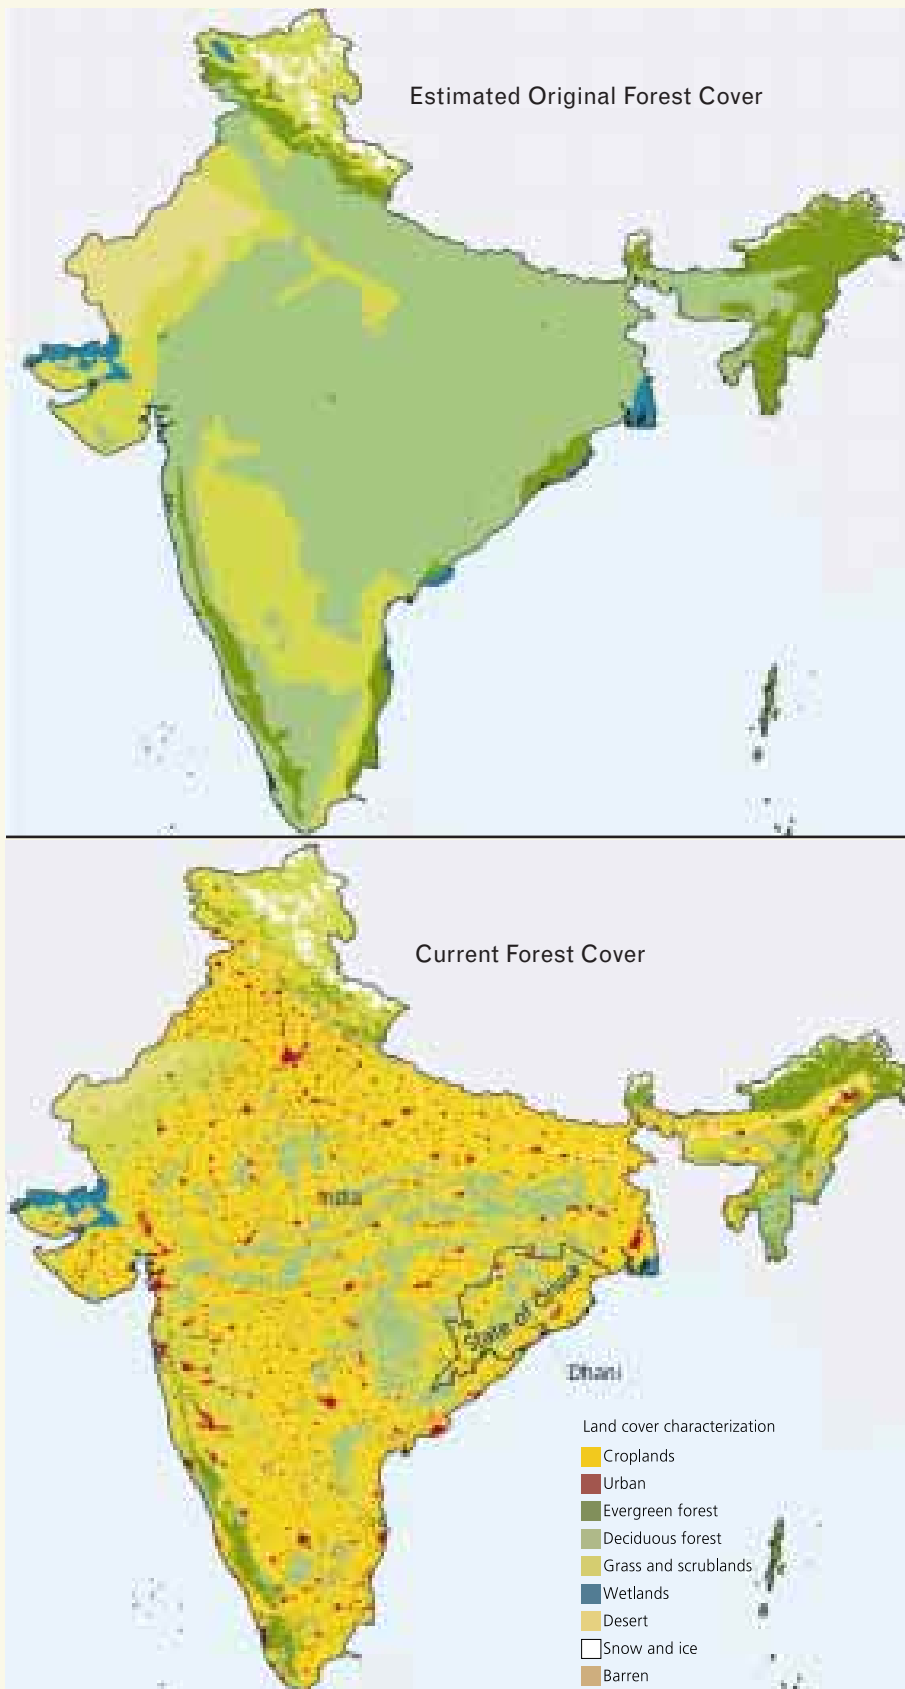 Estimated Original Forest Cover
Current Forest Cover
India
State of Orissa
Dhani
Land cover characterization
Croplands
Urban
Evergreen forest
Deciduous forest
Grass and scrublands
Wetlands
Desert
Snow and ice
Barren